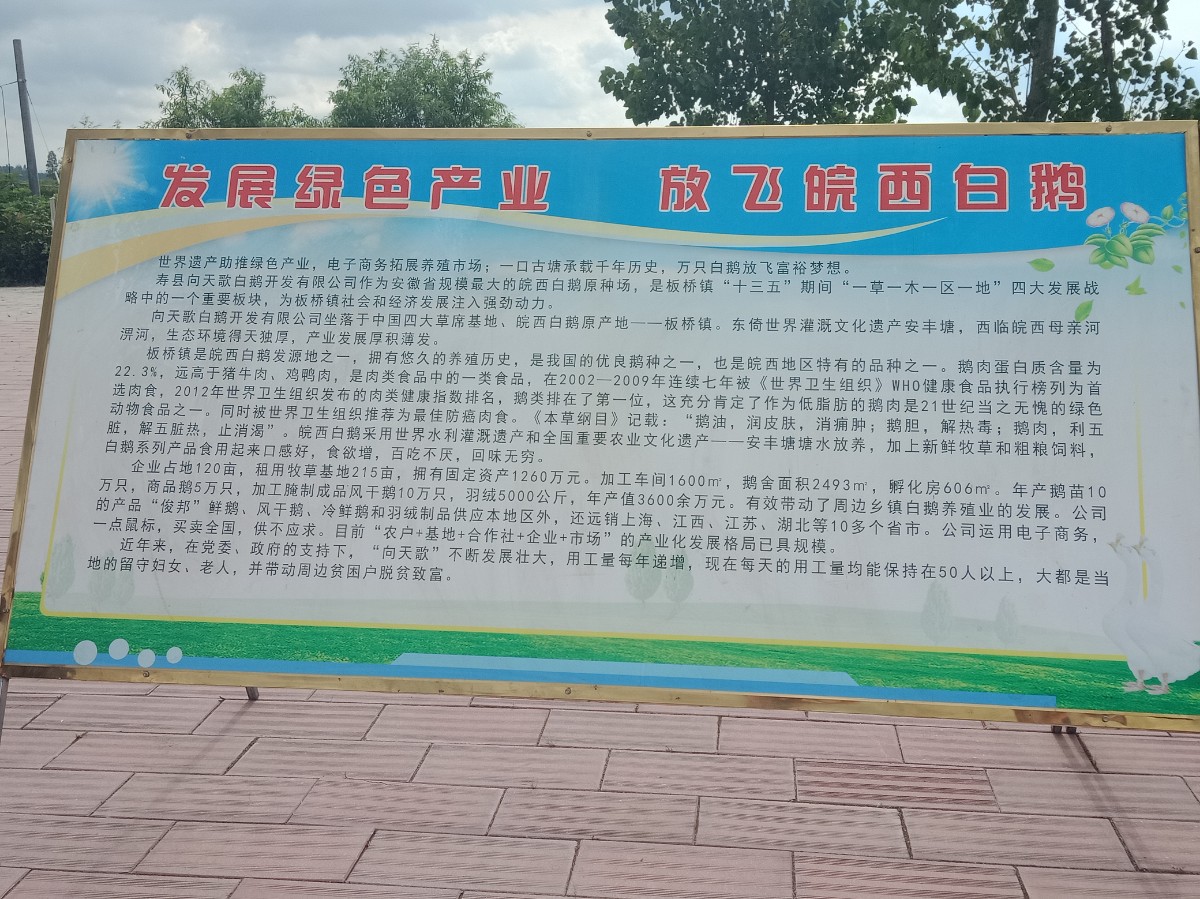 发展绿色产业 放飞皖西白鹅
世界遗产助推绿色产业，电子商务拓展养殖市场；一口古塘承载千年历史，万只白鹅放飞富裕梦想。
寿县向天歌白鹅开发有限公司作为安徽省规模最大的皖西白鹅原种场，是板桥镇“十三五”期间“一草一木一区一地”四大发展战
略中的一个重要板块，为板桥镇社会和经济发展注入强劲动力。
向天歌白鹅开发有限公司坐落于中国四大草席基地、皖西白鹅原产地——板桥镇。东倚世界灌溉文化遗产安丰塘，西临皖西母亲河
淠河，生态环境得天独厚，产业发展厚积薄发。
板桥镇是皖西白鹅发源地之一，拥有悠久的养殖历史，是我国的优良鹅种之一，也是皖西地区特有的品种之一。鹅肉蛋白质含量为
22.3%，远高于猪牛肉、鸡鸭肉，是肉类食品中的一类食品，在2002—2009年连续七年被《世界卫生组织》WHO健康食品执行榜列为首
选肉食，2012年世界卫生组织发布的肉类健康指数排名，鹅类排在了第一位，这充分肯定了作为低脂肪的鹅肉是21世纪当之无愧的绿色
动物食品之一。同时被世界卫生组织推荐为最佳防癌肉食。《本草纲目》记载：“鹅油，润皮肤，消痈肿；鹅胆，解热毒；鹅肉，利五
脏，解五脏热，止消渴”。皖西白鹅采用世界水利灌溉遗产和全国重要农业文化遗产——安丰塘塘水放养，加上新鲜牧草和粗粮饲料，
白鹅系列产品食用起来口感好，食欲增，百吃不厌，回味无穷。
企业占地120亩，租用牧草基地215亩，拥有固定资产1260万元。加工车间1600㎡，鹅舍面积2493㎡，孵化房606㎡。年产鹅苗10
万只，商品鹅5万只，加工腌制成品风干鹅10万只，羽绒5000公斤，年产值3600余万元。有效带动了周边乡镇白鹅养殖业的发展。公司
的产品“俊邦”鲜鹅、风干鹅、冷鲜鹅和羽绒制品供应本地区外，还远销上海、江西、江苏、湖北等10多个省市。公司运用电子商务，
一点鼠标，买卖全国，供不应求。目前“农户+基地+合作社+企业+市场”的产业化发展格局已具规模。
近年来，在党委、政府的支持下，“向天歌”不断发展壮大，用工量每年递增，现在每天的用工量均能保持在50人以上，大都是当
地的留守妇女、老人，并带动周边贫困户脱贫致富。